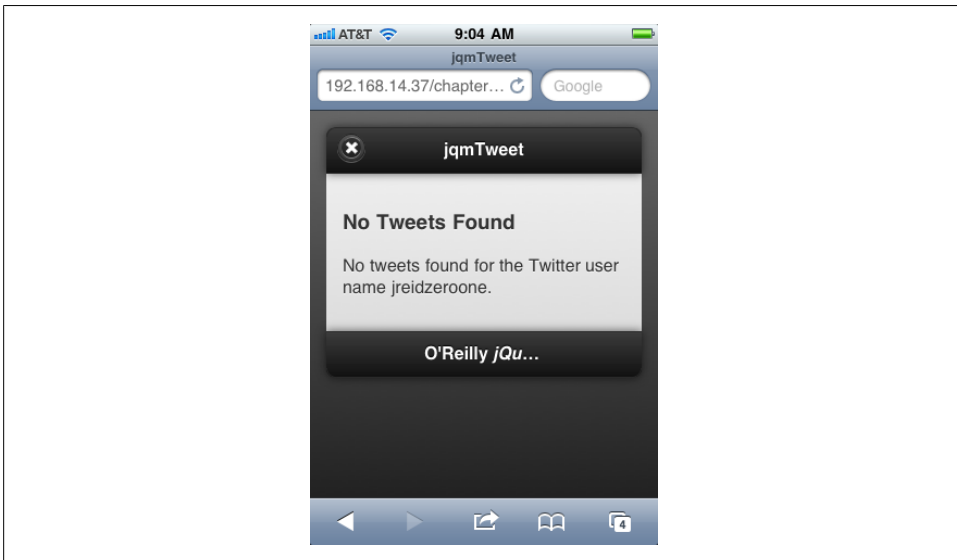 AT&T 9:04 AM
jqmTweet
192.168.14.37/chapter... Google
jqmTweet
No Tweets Found
No tweets found for the Twitter user
name jreidzeroone.
O'Reilly jQu...
4